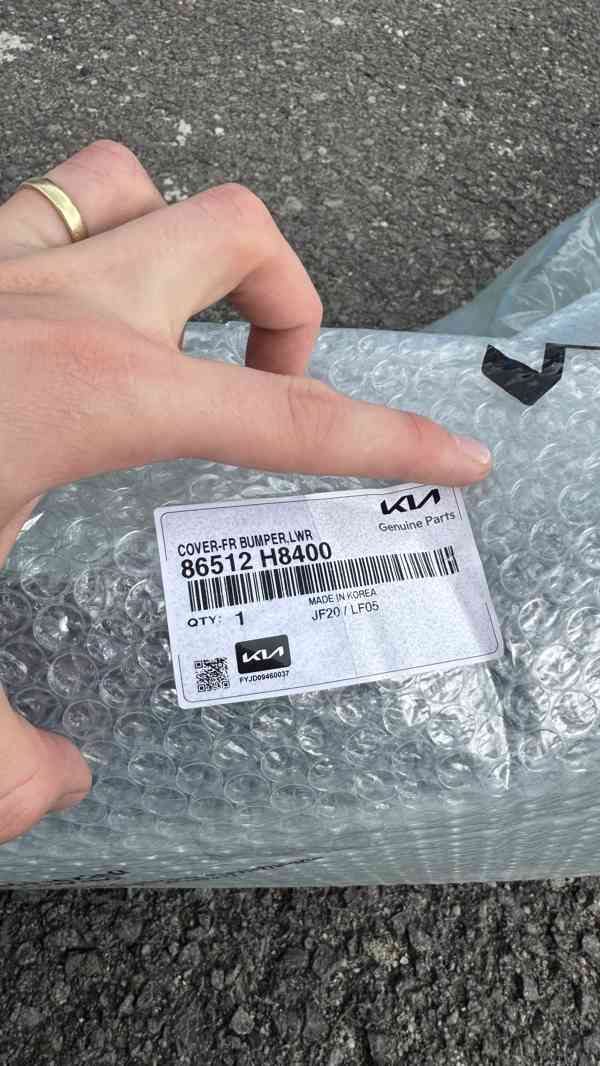 KIA
Genuine Parts
COVER-FR BUMPER,LWR
86512 H8400
MADE IN KOREA
QTY: 1
JF20 / LF05
KIA
FYJD09460037